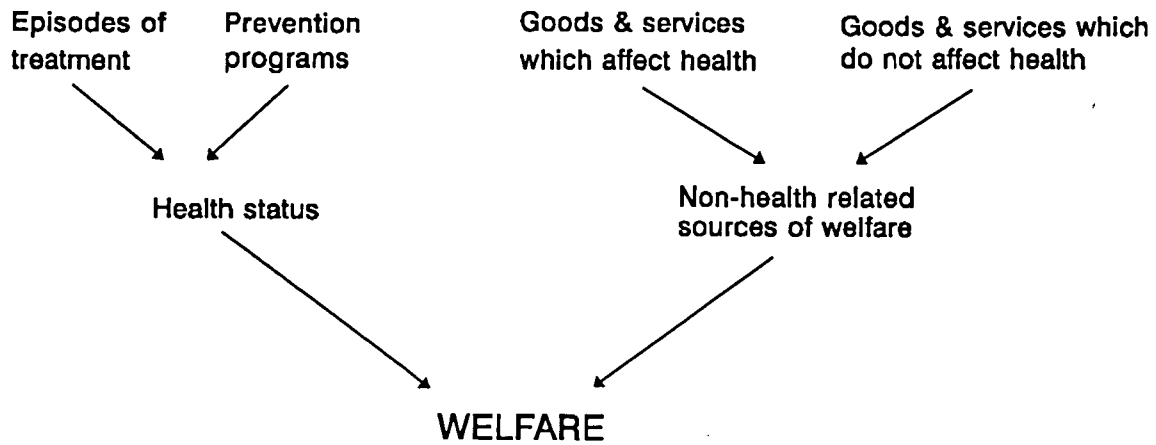 Episodes of
treatment
Prevention
programs
Goods & services
which affect health
Goods & services which
do not affect health
Health status
Non-health related
sources of welfare
WELFARE